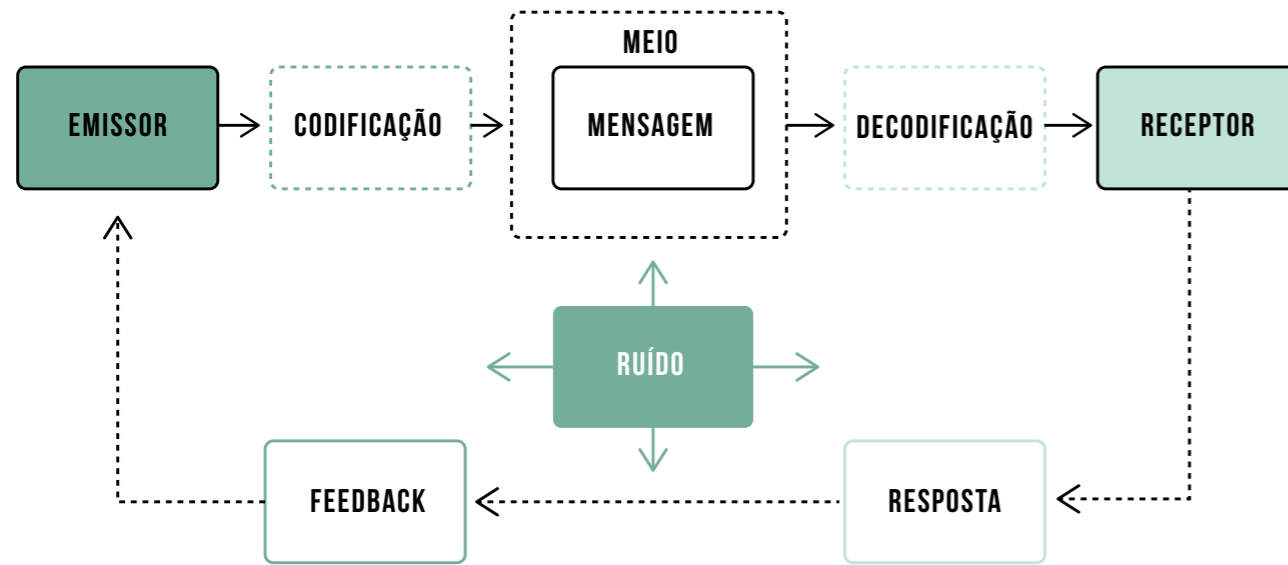 MEIO
EMISSOR
CODIFICAÇÃO
MENSAGEM
DECODIFICAÇÃO
RECEPTOR
RUÍDO
FEEDBACK
RESPOSTA